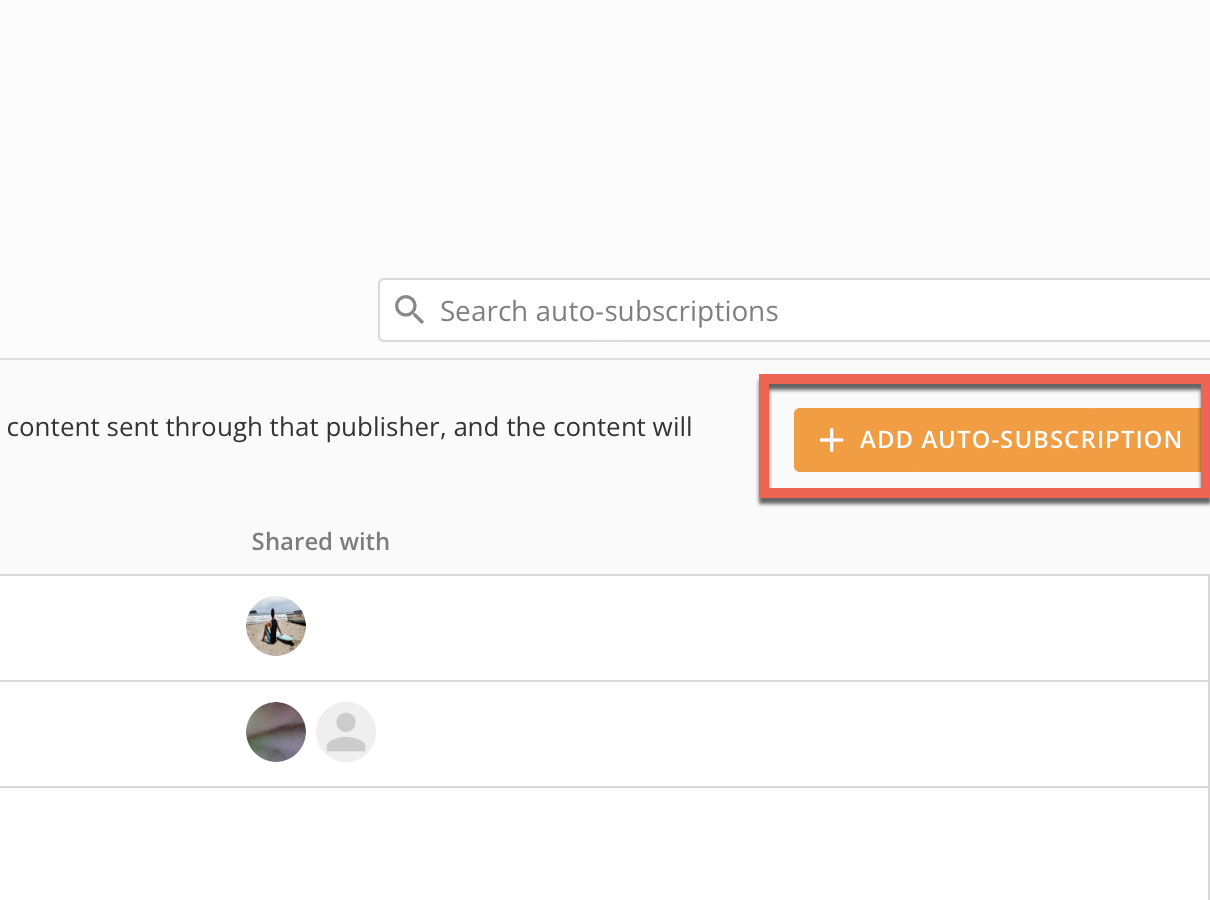 Search auto-subscriptions
content sent through that publisher, and the content will
ADD AUTO-SUBSCRIPTION
Shared with